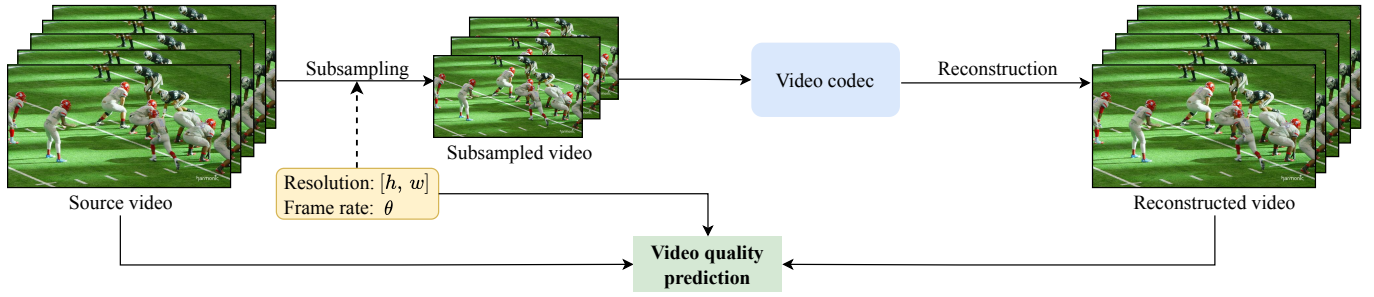 Subsampling
Video codec
Reconstruction
Subsampled video
Resolution: [h, w]
Frame rate: θ
Source video
Reconstructed video
Video quality
prediction